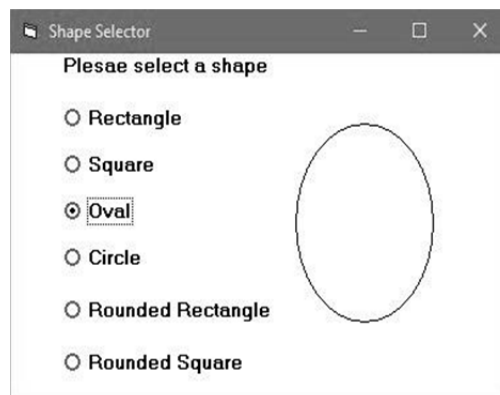 Shape Selector
Plesae select a shape
Rectangle
Square
Oval
Circle
Rounded Rectangle
Rounded Square